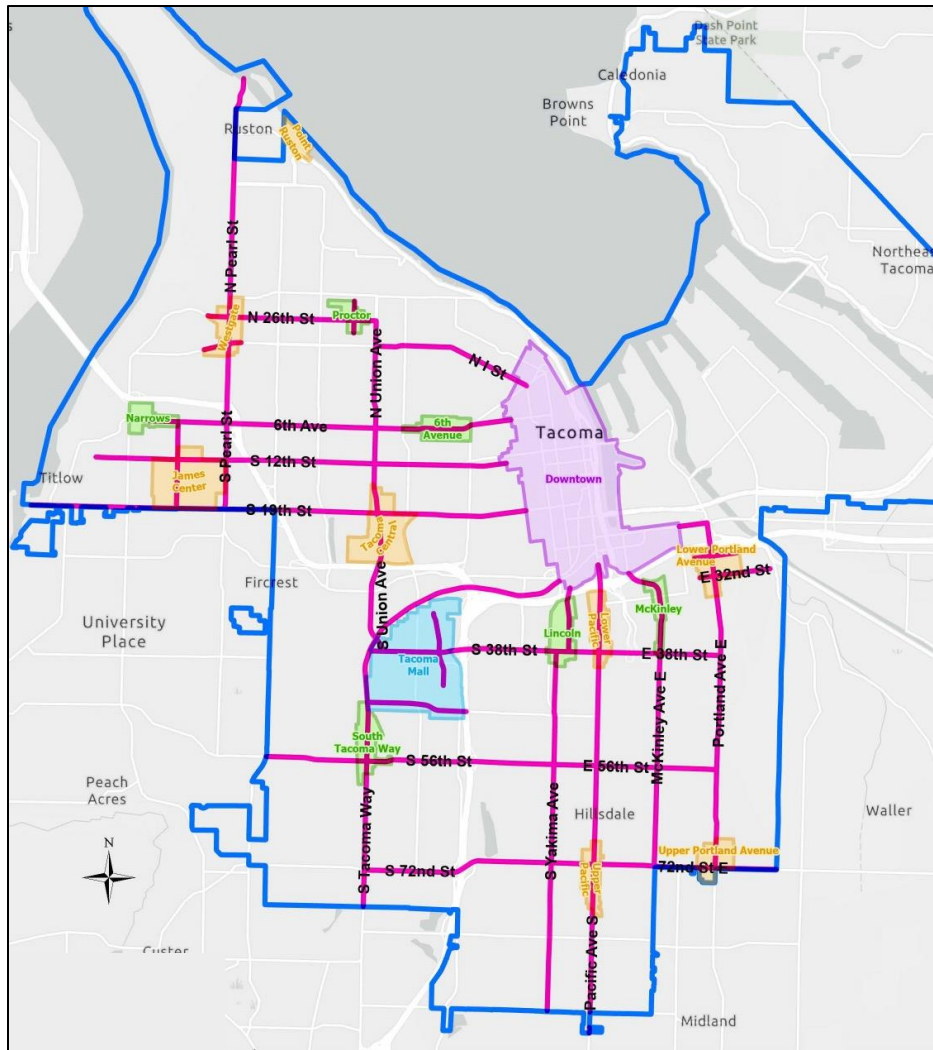 Dash Point
State Park
Caledonia
Browns
Point
Ruston
Point
Ruston
Northea
Tacoma
N Pearl St
Westgate
N 26th St
Proctor
N Union Ave
N I St
Narrows
6th Ave
6th
Avenue
Tacoma
S Pearl St
S 12th St
Titlow
James
Center
Downtown
S 19th St
Tacoma
Central
Lower Portland
Avenue
E 32nd St
Fircrest
S Union Ave
University
Place
McKinley
Lincoln
Lower
Pacific
Tacoma
Mall
S 38th St
E 38th St
Portland Ave E
McKinley Ave E
South
Tacoma Way
S 56th St
E 56th St
Peach
Acres
Hillsdale
Waller
N
S Tacoma Way
S Yakima Ave
Upper Portland Avenue
S 72nd St
72nd St E
Upper
Pacific
Custer
Pacific Ave S
Midland